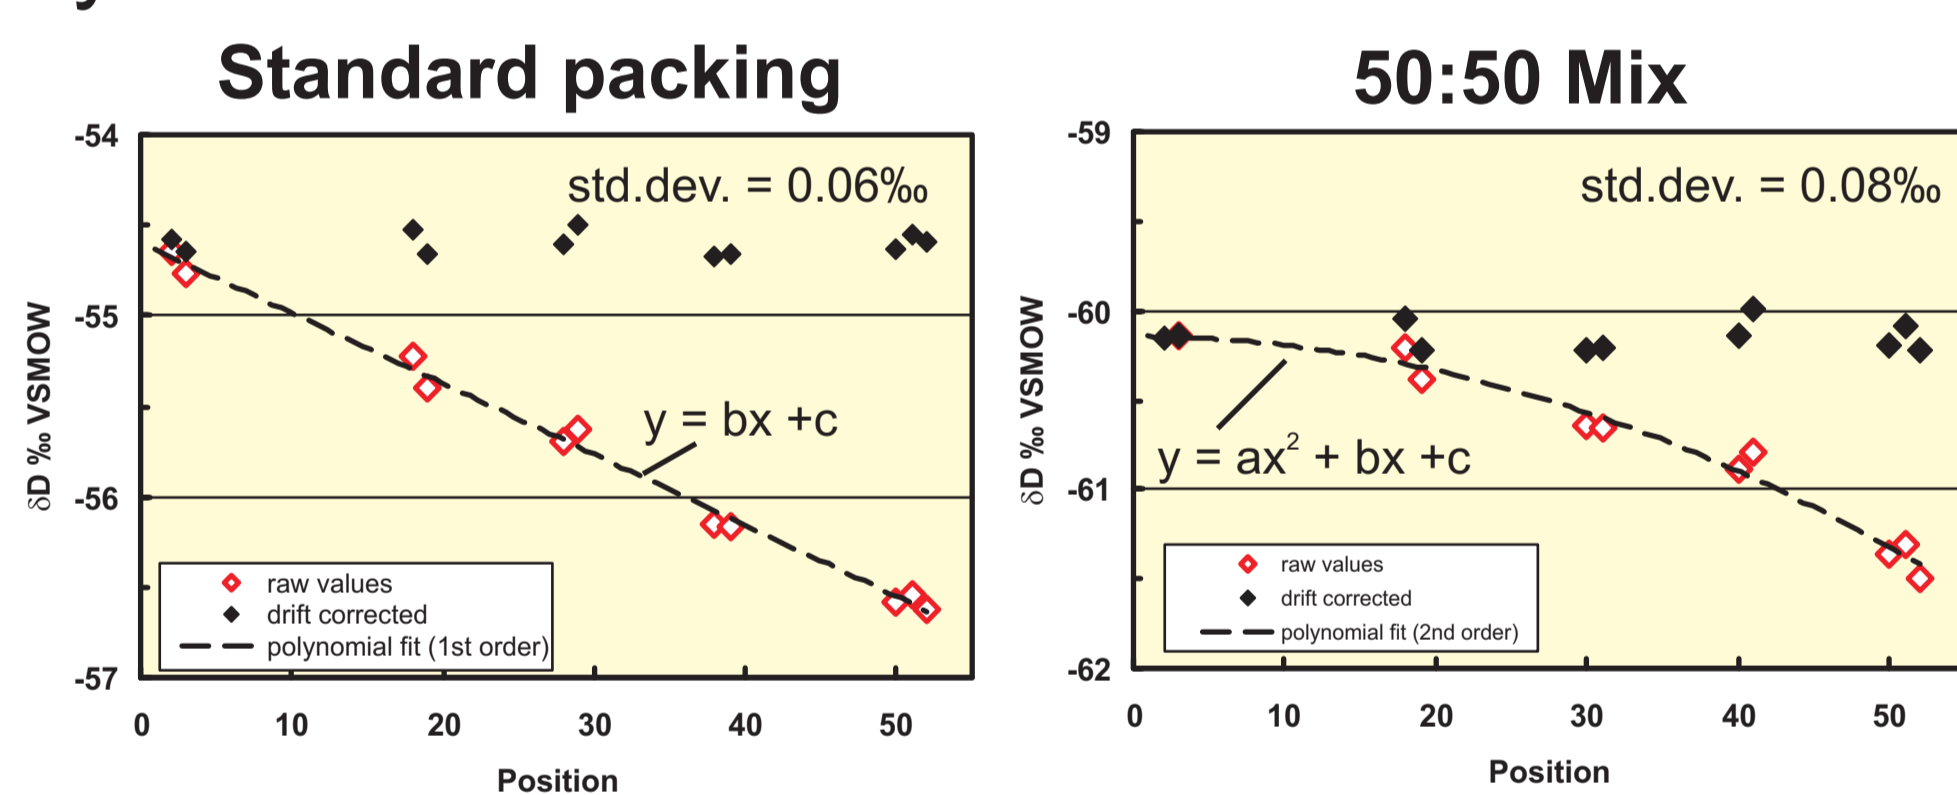 Standard packing
-54
-55
-56
-57
δD ‰ VSMOW
std.dev. = 0.06‰
y = bx +c
raw values
drift corrected
polynomial fit (1st order)
0 10 20 30 40 50
Position
50:50 Mix
-59
-60
-61
-62
δD ‰ VSMOW
std.dev. = 0.08‰
y = ax² + bx +c
raw values
drift corrected
polynomial fit (2nd order)
0 10 20 30 40 50
Position